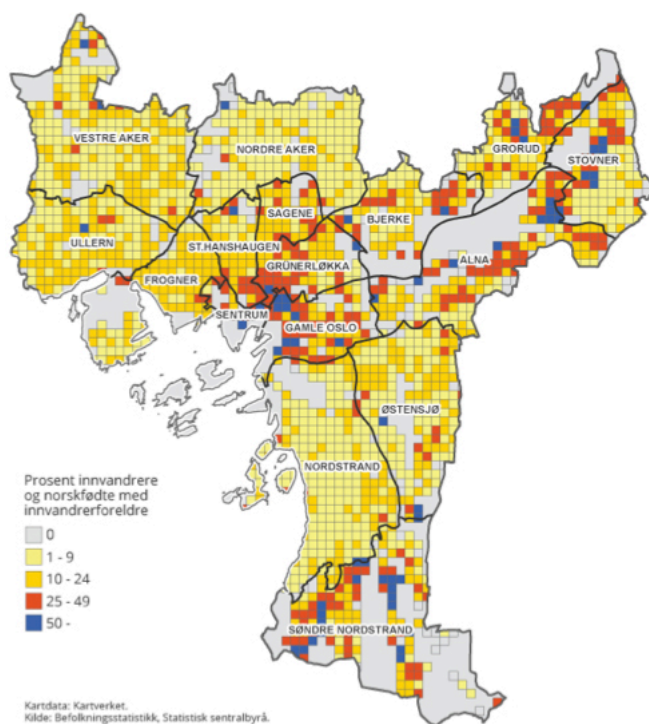 VESTRE AKER
NORDRE AKER
GRORUD
STOVNER
SAGENE
BJERKE
ULLERN
ST.HANSHAUGEN
GRÜNERLØKKA
ALNA
FROGNER
SENTRUM
GAMLE OSLO
ØSTENSJØ
NORDSTRAND
Prosent innvandrere
og norskfødte med
innvandrerforeldre
0
1 - 9
10 - 24
25 - 49
50 -
SØNDRE NORDSTRAND
Kartdata: Kartverket.
Kilde: Befolkningsstatistikk, Statistisk sentralbyrå.